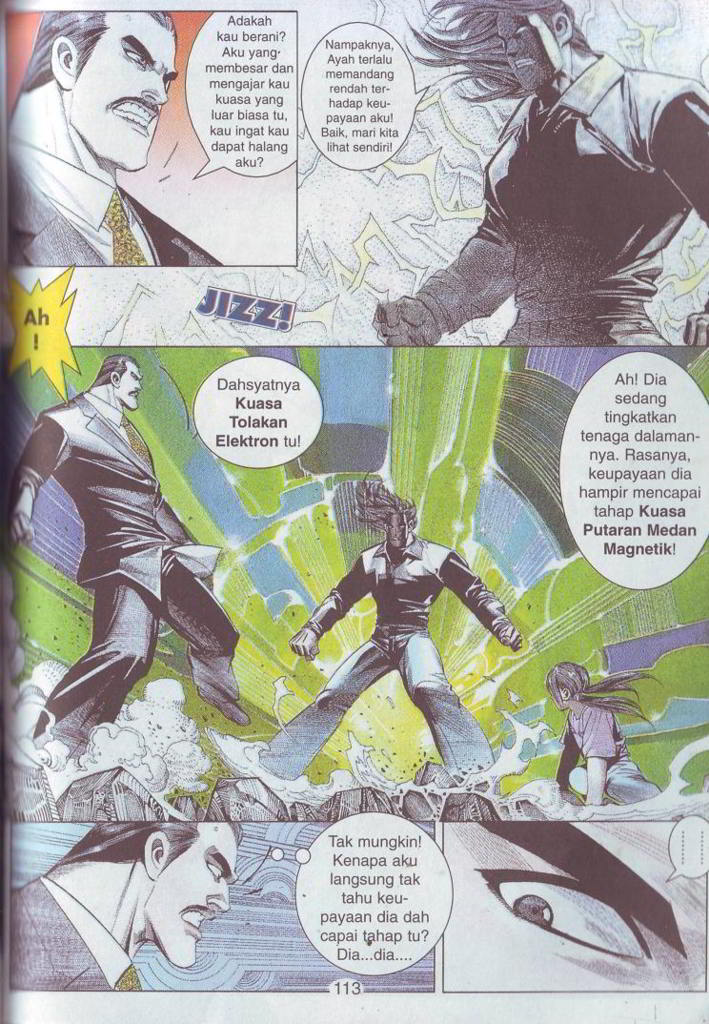 Adakah
kau berani?
Aku yang
membesar dan
mengajar kau
kuasa yang
luar biasa tu,
kau ingat kau
dapat halang
aku?
Nampaknya,
Ayah terlalu
memandang
rendah ter-
hadap keu-
payaan aku!
Baik, mari kita
lihat sendiri!
JIZZ!
Ah
!
Dahsyatnya
Kuasa
Tolakan
Elektron tu!
Ah! Dia
sedang
tingkatkan
tenaga dalaman-
nya. Rasanya,
keupayaan dia
hampir mencapai
tahap Kuasa
Putaran Medan
Magnetik!
Tak mungkin!
Kenapa aku
langsung tak
tahu keu-
payaan dia dah
capai tahap tu?
Dia...dia....
113